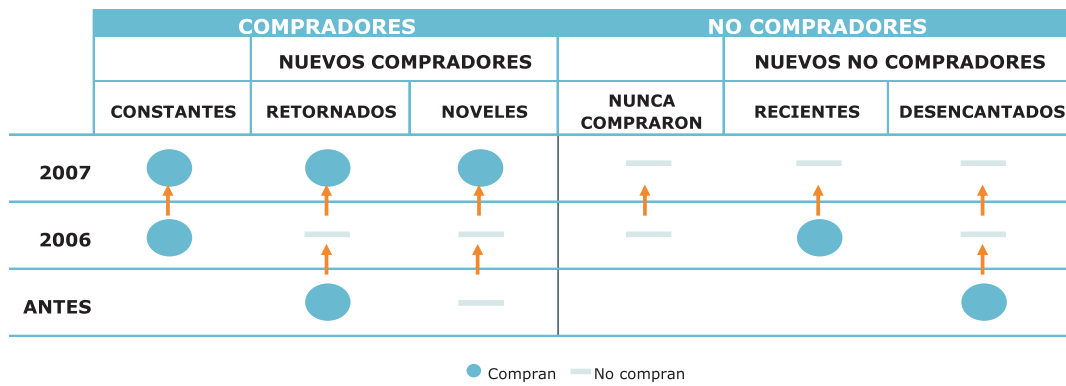 COMPRADORES NO COMPRADORES
NUEVOS COMPRADORES NUEVOS NO COMPRADORES
CONSTANTES RETORNADOS NOVELES NUNCA COMPRARON RECIENTES DESENCANTADOS
2007
2006
ANTES
Compran No compran